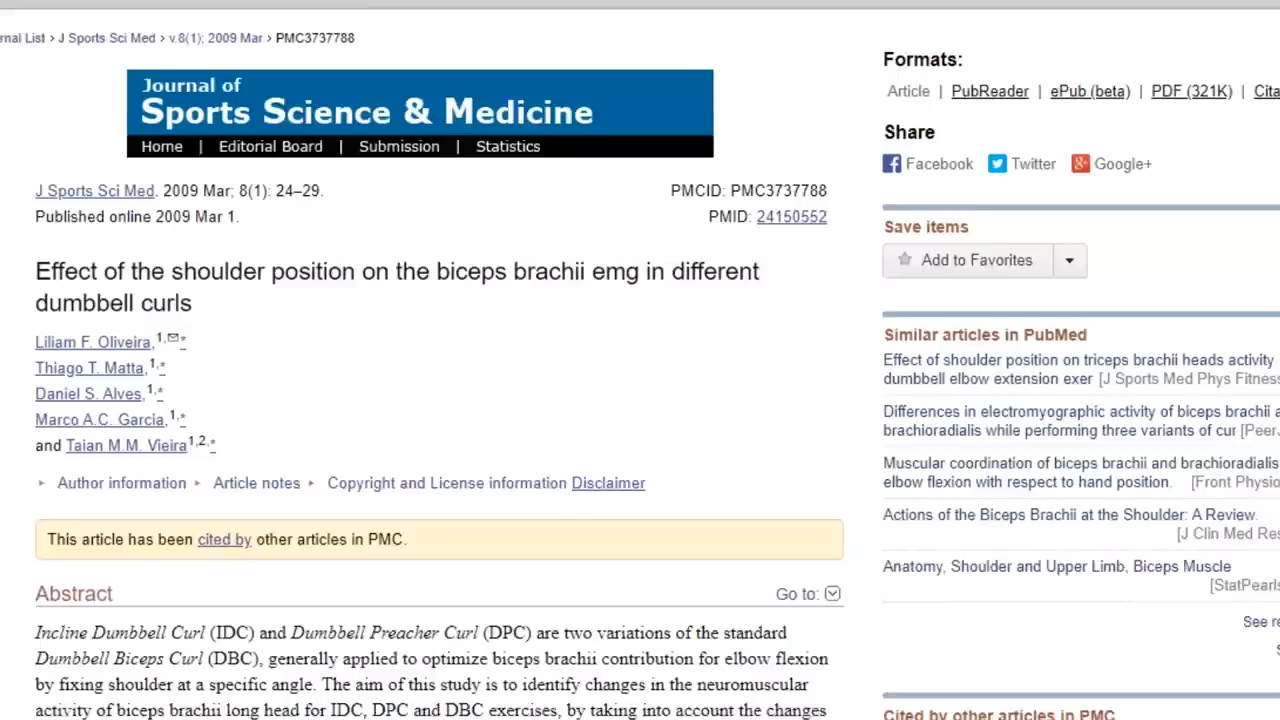 rnal List > J Sports Sci Med > v.8(1); 2009 Mar > PMC3737788
Journal of
Sports Science & Medicine
Home | Editorial Board | Submission | Statistics
J Sports Sci Med. 2009 Mar; 8(1): 24–29.
PMCID: PMC3737788
Published online 2009 Mar 1.
PMID: 24150552
Effect of the shoulder position on the biceps brachii emg in different
dumbbell curls
Liliam F. Oliveira,1,✉*
Thiago T. Matta,1,*
Daniel S. Alves,1,*
Marco A.C. Garcia,1,*
and Taian M.M. Vieira1,2,*
▸ Author information ▸ Article notes ▸ Copyright and License information Disclaimer
This article has been cited by other articles in PMC.
Abstract
Go to:
Incline Dumbbell Curl (IDC) and Dumbbell Preacher Curl (DPC) are two variations of the standard
Dumbbell Biceps Curl (DBC), generally applied to optimize biceps brachii contribution for elbow flexion
by fixing shoulder at a specific angle. The aim of this study is to identify changes in the neuromuscular
activity of biceps brachii long head for IDC, DPC and DBC exercises, by taking into account the changes
Formats:
Article | PubReader | ePub (beta) | PDF (321K) | Cita
Share
Facebook Twitter Google+
Save items
Add to Favorites
Similar articles in PubMed
Effect of shoulder position on triceps brachii heads activity
dumbbell elbow extension exer [J Sports Med Phys Fitness
Differences in electromyographic activity of biceps brachii a
brachioradialis while performing three variants of cur [PeerJ
Muscular coordination of biceps brachii and brachioradialis
elbow flexion with respect to hand position. [Front Physio
Actions of the Biceps Brachii at the Shoulder: A Review.
[J Clin Med Res
Anatomy, Shoulder and Upper Limb, Biceps Muscle
[StatPearls
See re
Cited by other articles in PMC